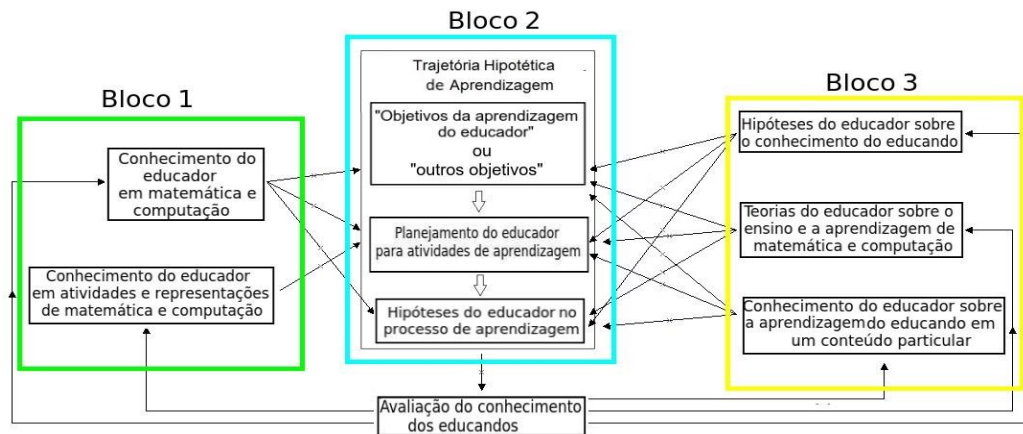 Bloco 1
Conhecimento do
educador
em matemática e
computação
Conhecimento do educador
em atividades e representações
de matemática e computação
Bloco 2
Trajetória Hipotética
de Aprendizagem
"Objetivos da aprendizagem
do educador"
ou
"outros objetivos"
Planejamento do educador
para atividades de aprendizagem
Hipóteses do educador no
processo de aprendizagem
Bloco 3
Hipóteses do educador sobre
o conhecimento do educando
Teorias do educador sobre o
ensino e a aprendizagem de
matemática e computação
Conhecimento do educador sobre
a aprendizagem do educando em
um conteúdo particular
Avaliação do conhecimento
dos educandos